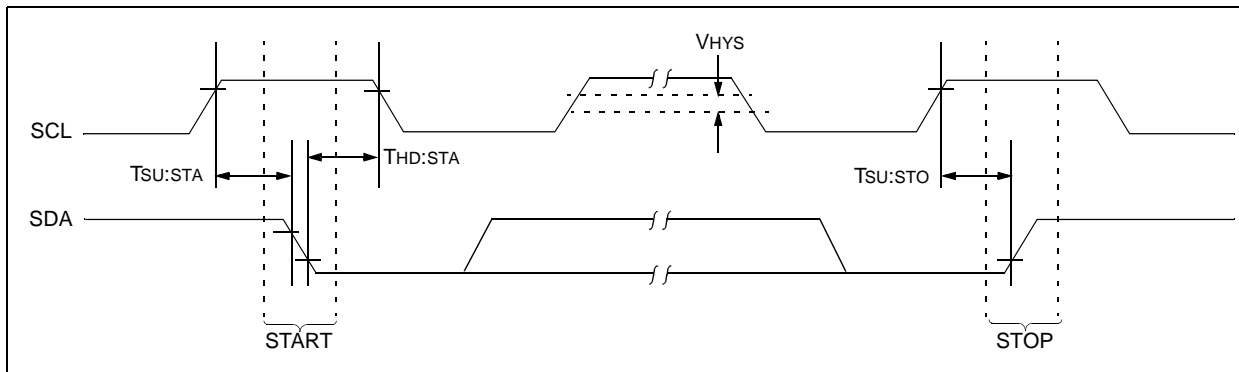 VHYS
SCL
THD:STA
TSU:STA
TSU:STO
SDA
START
STOP